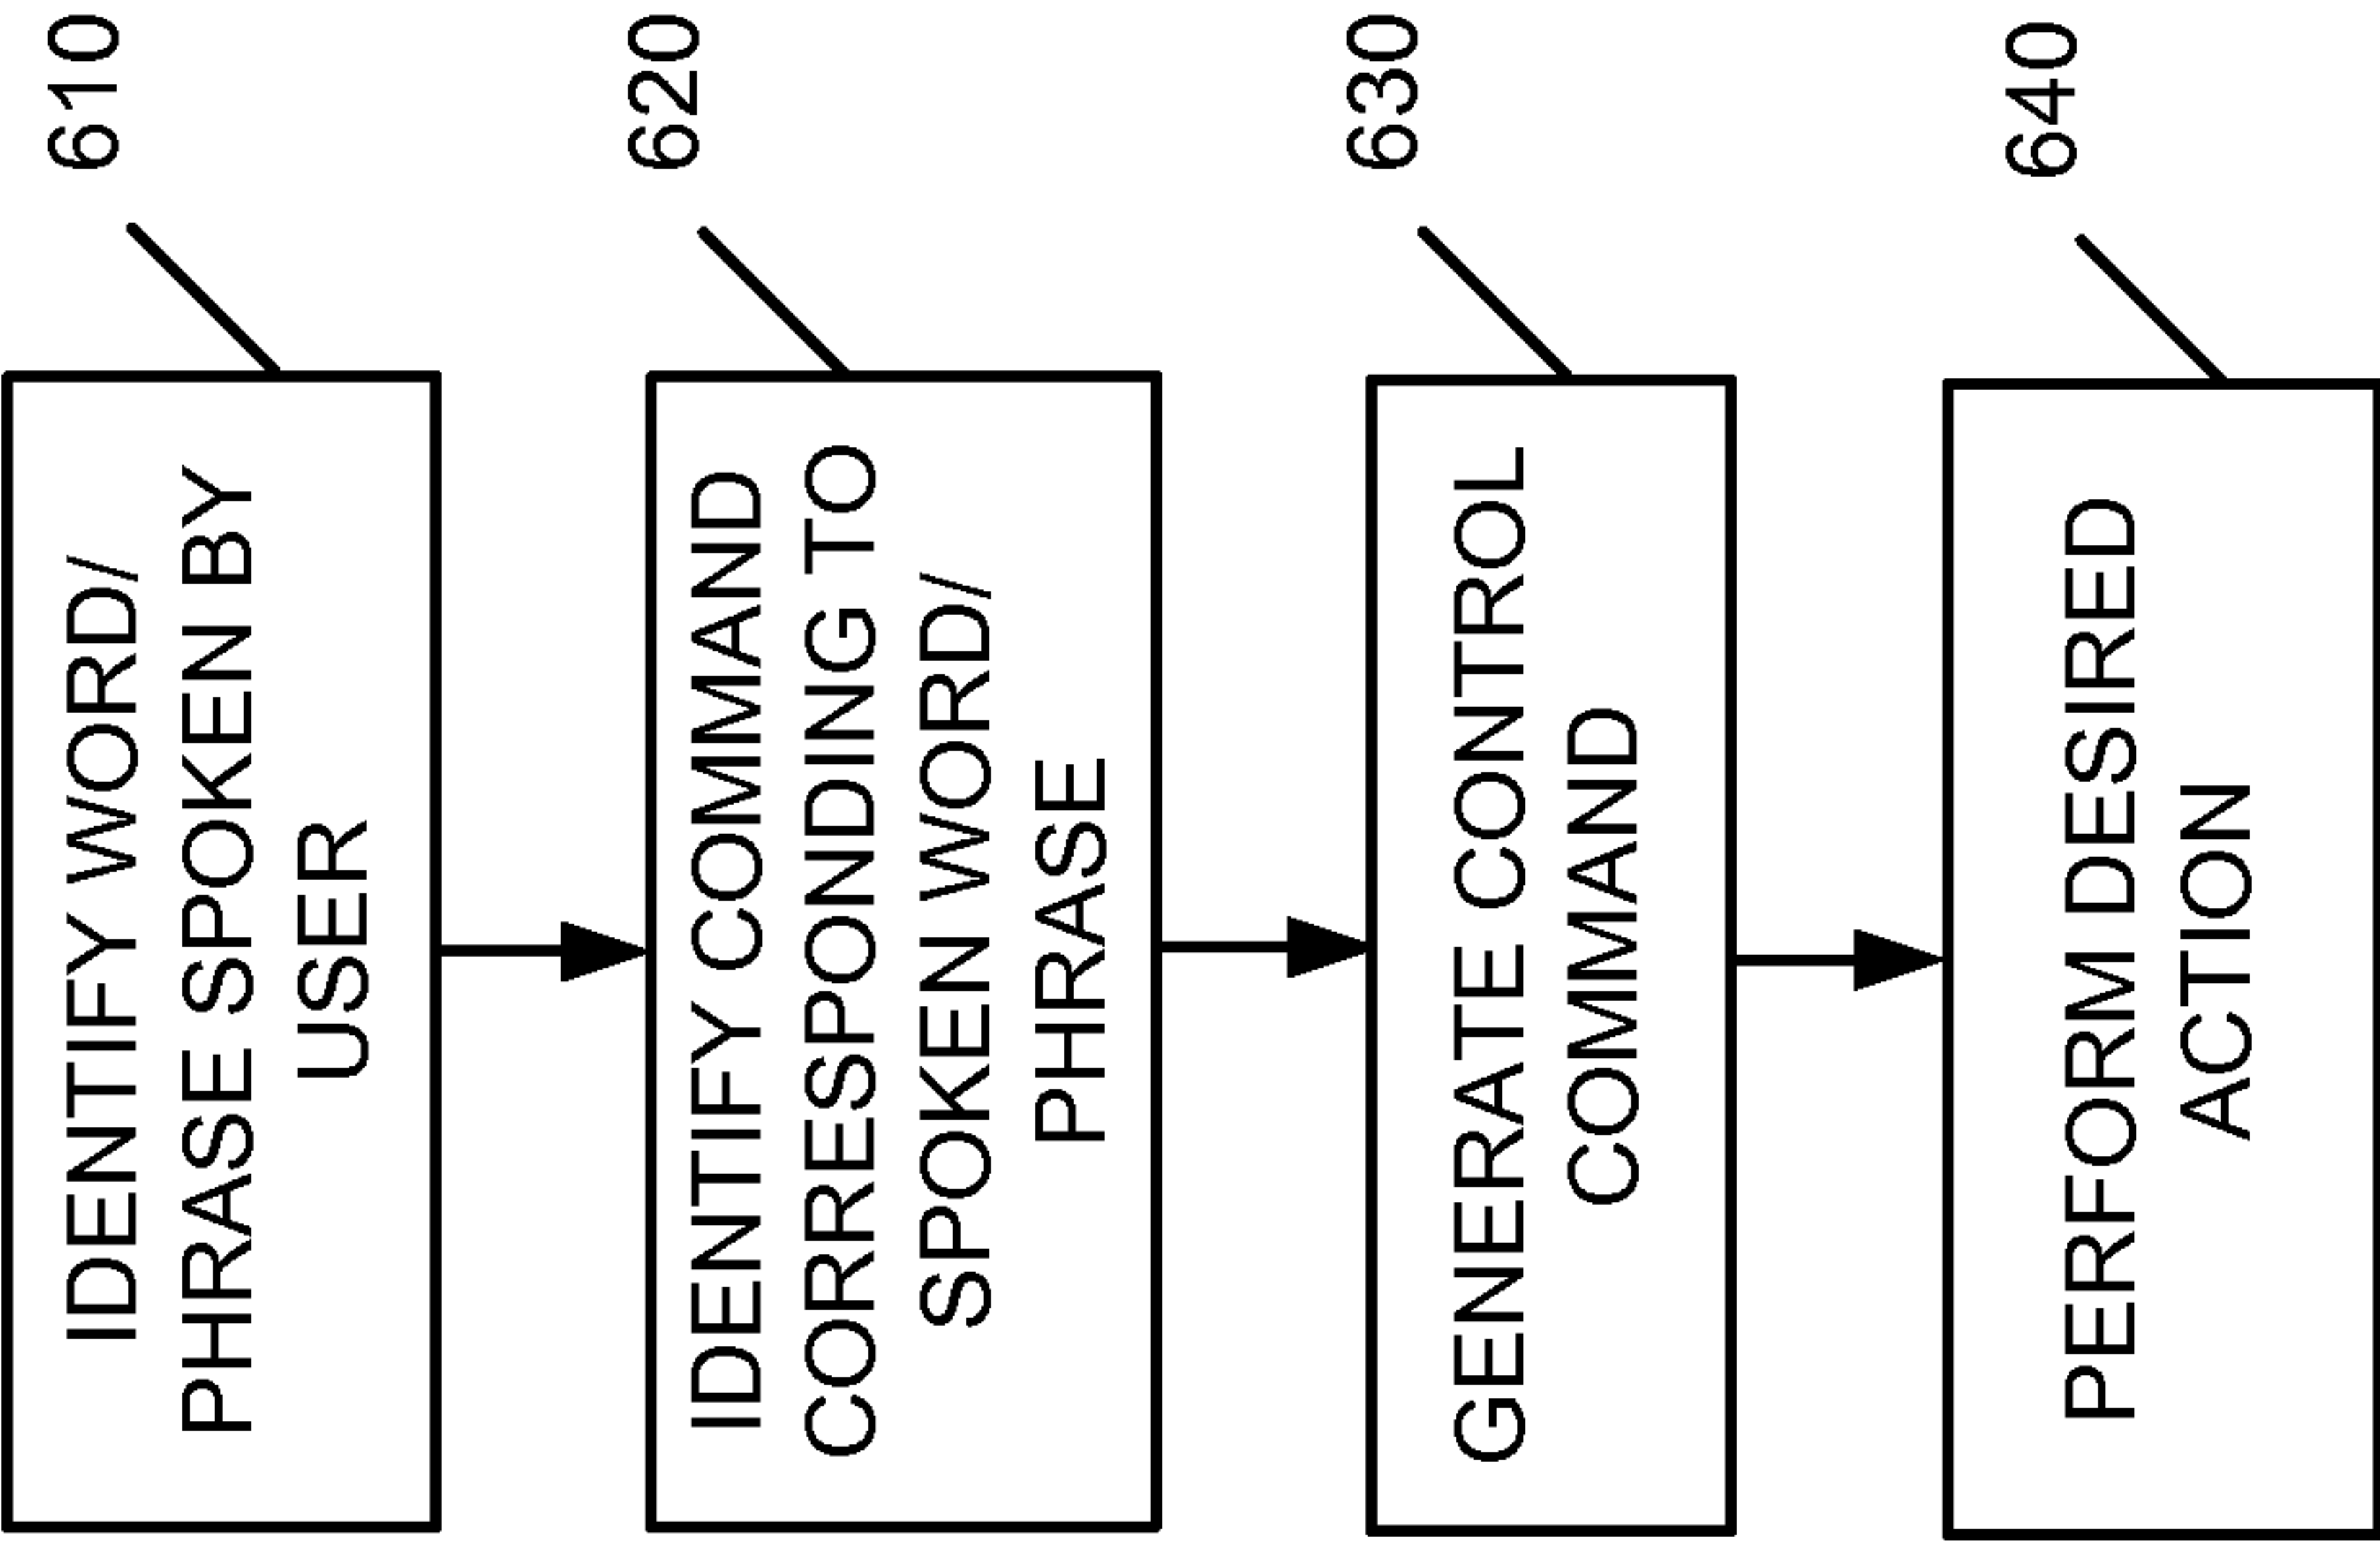 IDENTIFY WORD/
PHRASE SPOKEN BY
USER
610
IDENTIFY COMMAND
CORRESPONDING TO
SPOKEN WORD/
PHRASE
620
GENERATE CONTROL
COMMAND
630
PERFORM DESIRED
ACTION
640